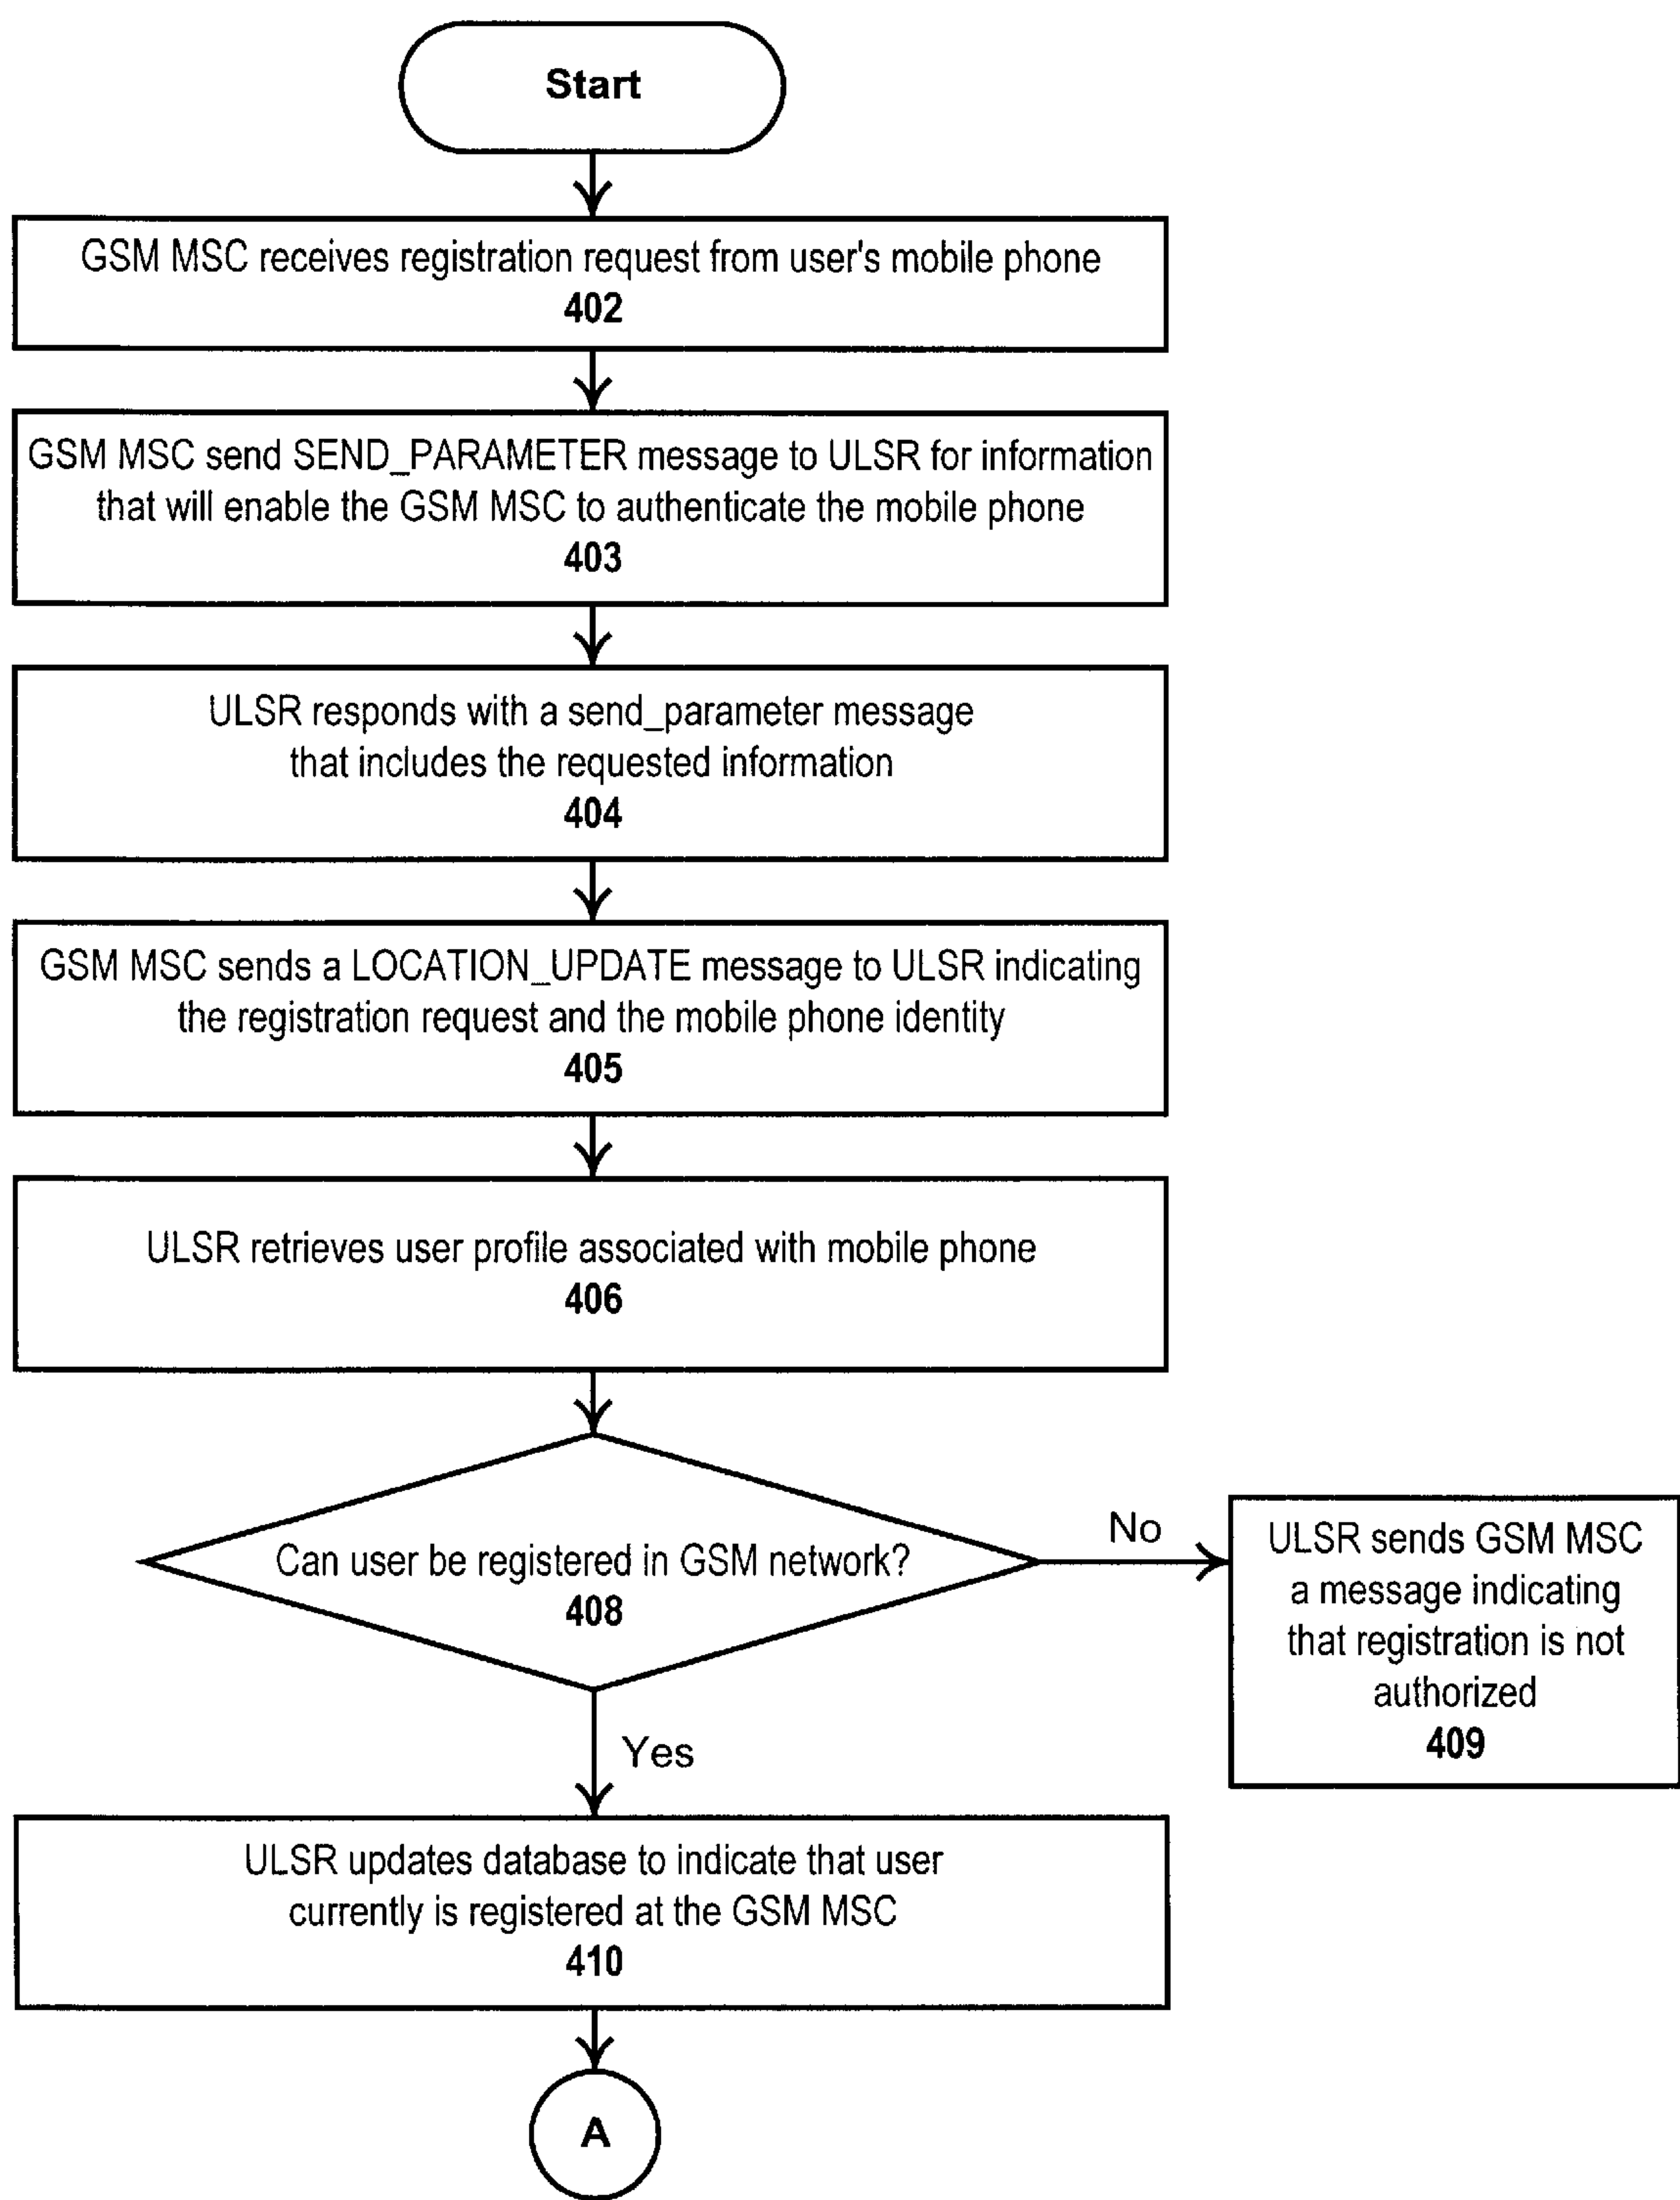 Start
GSM MSC receives registration request from user's mobile phone
402
GSM MSC send SEND_PARAMETER message to ULSR for information
that will enable the GSM MSC to authenticate the mobile phone
403
ULSR responds with a send_parameter message
that includes the requested information
404
GSM MSC sends a LOCATION_UPDATE message to ULSR indicating
the registration request and the mobile phone identity
405
ULSR retrieves user profile associated with mobile phone
406
Can user be registered in GSM network?
408
No
ULSR sends GSM MSC
a message indicating
that registration is not
authorized
409
Yes
ULSR updates database to indicate that user
currently is registered at the GSM MSC
410
A